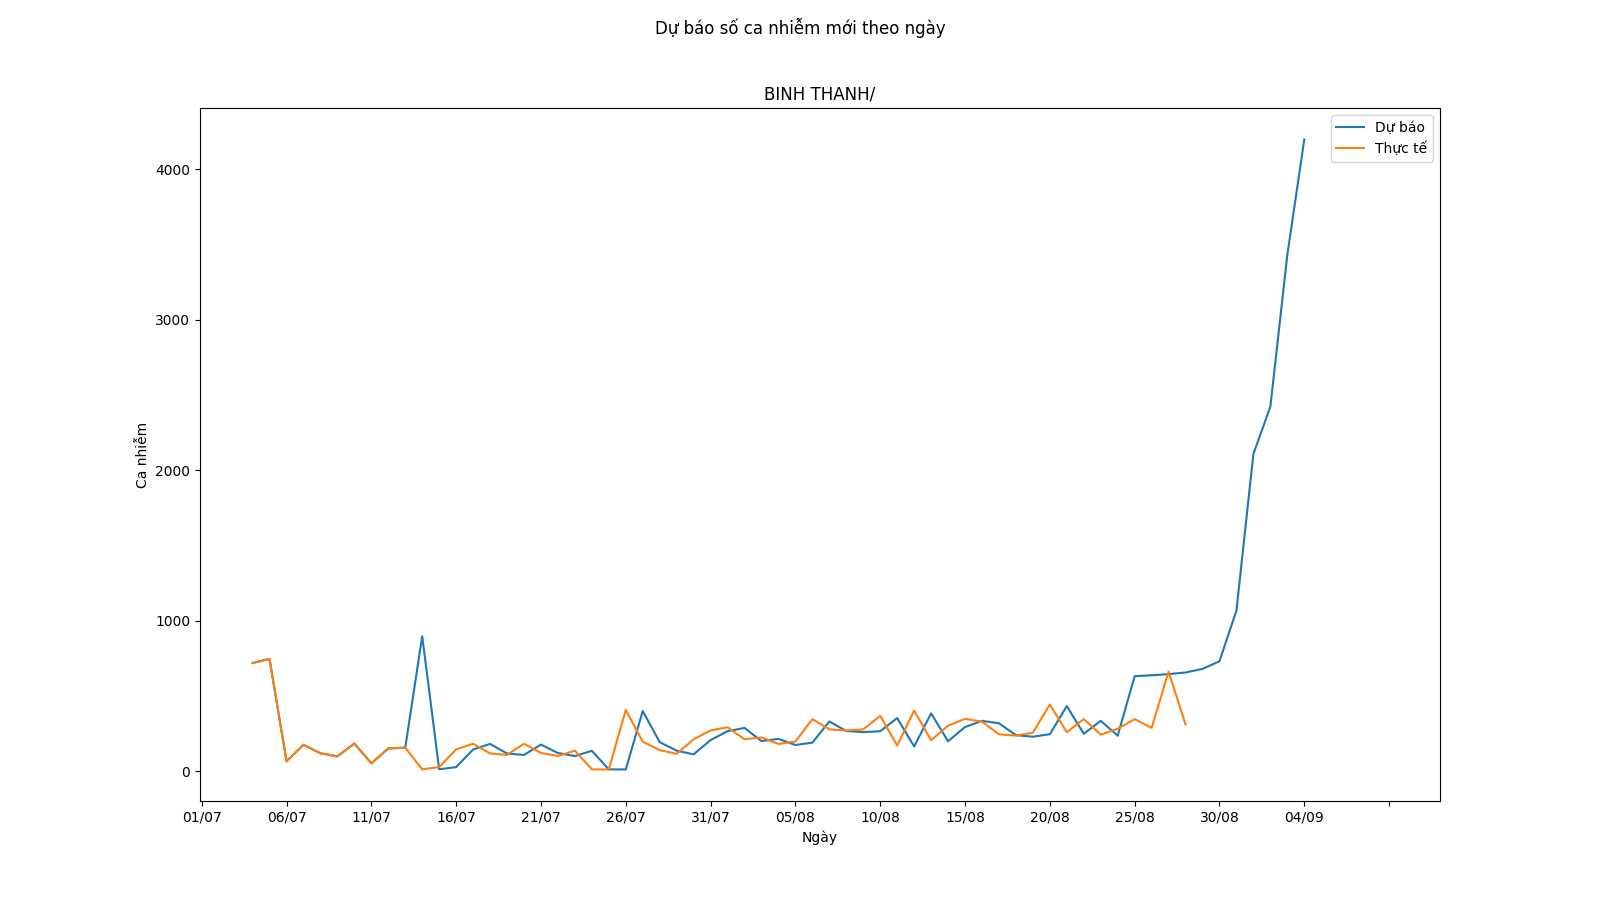 Dự báo số ca nhiễm mới theo ngày
BINH THANH/
Dự báo
Thực tế
4000
3000
2000
1000
0
Ca nhiễm
01/07 06/07 11/07 16/07 21/07 26/07 31/07 05/08 10/08 15/08 20/08 25/08 30/08 04/09
Ngày